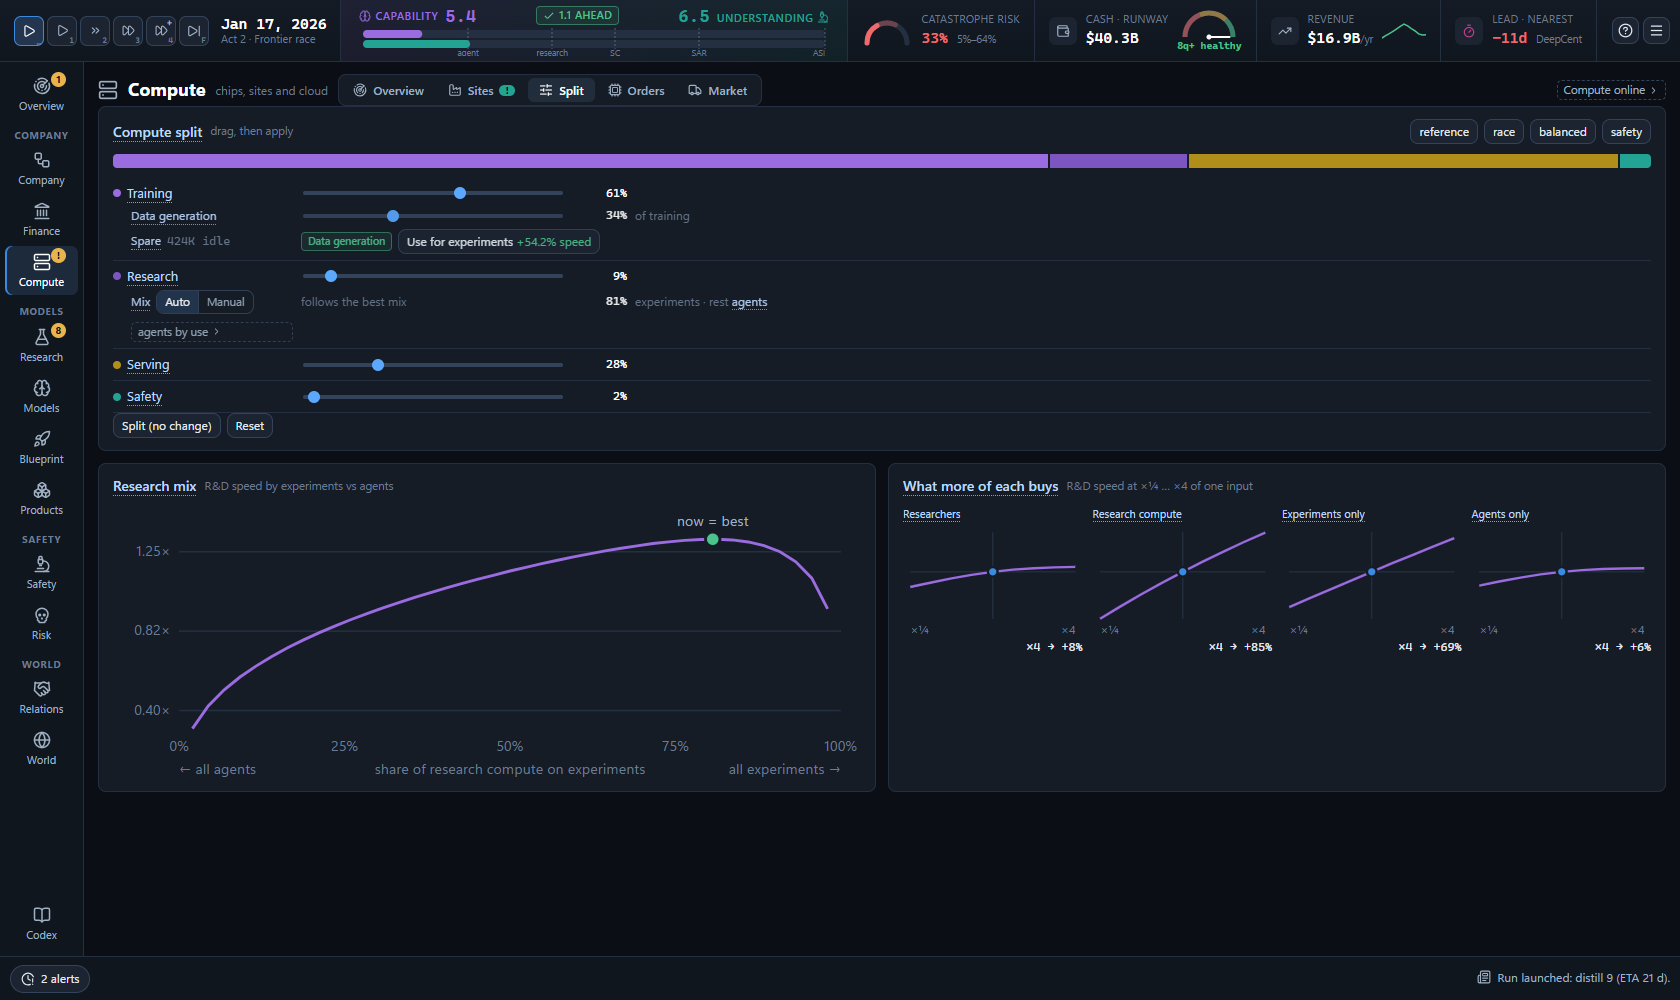 Jan 17, 2026
Act 2 · Frontier race
1
2
3
4
F
CAPABILITY 5.4
1.1 AHEAD
6.5 UNDERSTANDING
agent research SC SAR ASI
CATASTROPHE RISK
33% 5%–64%
CASH · RUNWAY
$40.3B
8q+ healthy
REVENUE
$16.9B/yr
LEAD · NEAREST
−11d DeepCent
1
Overview
COMPANY
Company
Finance
!
Compute
MODELS
8
Research
Models
Blueprint
Products
SAFETY
Safety
Risk
WORLD
Relations
World
Codex
Compute chips, sites and cloud
Overview Sites ! Split Orders Market
Compute online ›
Compute split drag, then apply
reference race balanced safety
Training 61%
Data generation 34% of training
Spare 424K idle Data generation Use for experiments +54.2% speed
Research 9%
Mix Auto Manual follows the best mix 81% experiments · rest agents
agents by use ›
Serving 28%
Safety 2%
Split (no change) Reset
Research mix R&D speed by experiments vs agents
now = best
1.25×
0.82×
0.40×
0% 25% 50% 75% 100%
← all agents share of research compute on experiments all experiments →
What more of each buys R&D speed at ×¼ … ×4 of one input
Researchers Research compute Experiments only Agents only
×¼ ×4 ×¼ ×4 ×¼ ×4 ×¼ ×4
×4 → +8% ×4 → +85% ×4 → +69% ×4 → +6%
2 alerts
Run launched: distill 9 (ETA 21 d).